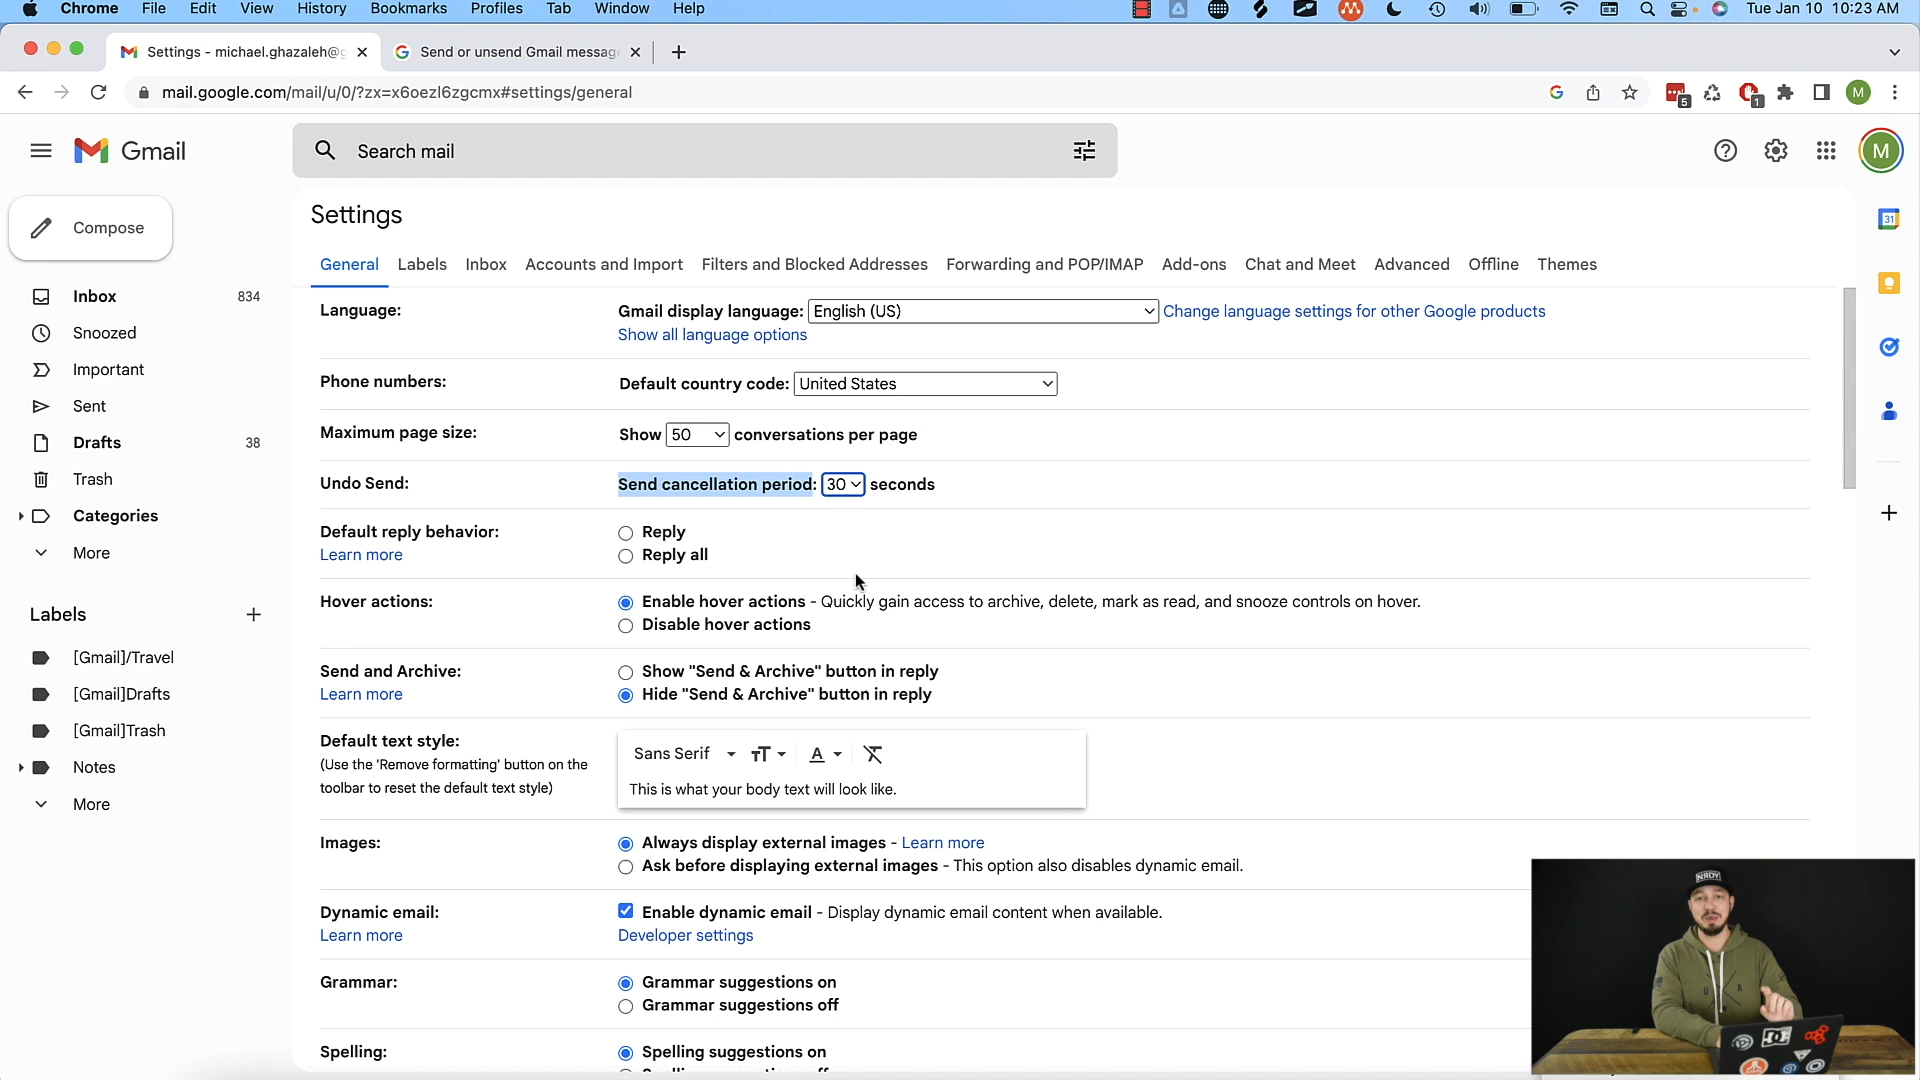 Chrome File Edit View History Bookmarks Profiles Tab Window Help Tue Jan 10 10:23 AM
Settings - michael.ghazaleh@g
Send or unsend Gmail messag
mail.google.com/mail/u/0/?zx=x6oezl6zgcmx#settings/general
5
1
M
Gmail
Search mail
M
Compose
Inbox 834
Snoozed
Important
Sent
Drafts 38
Trash
Categories
More
Labels
[Gmail]/Travel
[Gmail]Drafts
[Gmail]Trash
Notes
More
Settings
General Labels Inbox Accounts and Import Filters and Blocked Addresses Forwarding and POP/IMAP Add-ons Chat and Meet Advanced Offline Themes
Language: Gmail display language: English (US) Change language settings for other Google products
Show all language options
Phone numbers: Default country code: United States
Maximum page size: Show 50 conversations per page
Undo Send: Send cancellation period: 30 seconds
Default reply behavior: Reply
Learn more Reply all
Hover actions: Enable hover actions - Quickly gain access to archive, delete, mark as read, and snooze controls on hover.
Disable hover actions
Send and Archive: Show "Send & Archive" button in reply
Learn more Hide "Send & Archive" button in reply
Default text style: Sans Serif
(Use the 'Remove formatting' button on the
toolbar to reset the default text style)
This is what your body text will look like.
Images: Always display external images - Learn more
Ask before displaying external images - This option also disables dynamic email.
Dynamic email: Enable dynamic email - Display dynamic email content when available.
Learn more Developer settings
Grammar: Grammar suggestions on
Grammar suggestions off
Spelling: Spelling suggestions on
31
NRDY